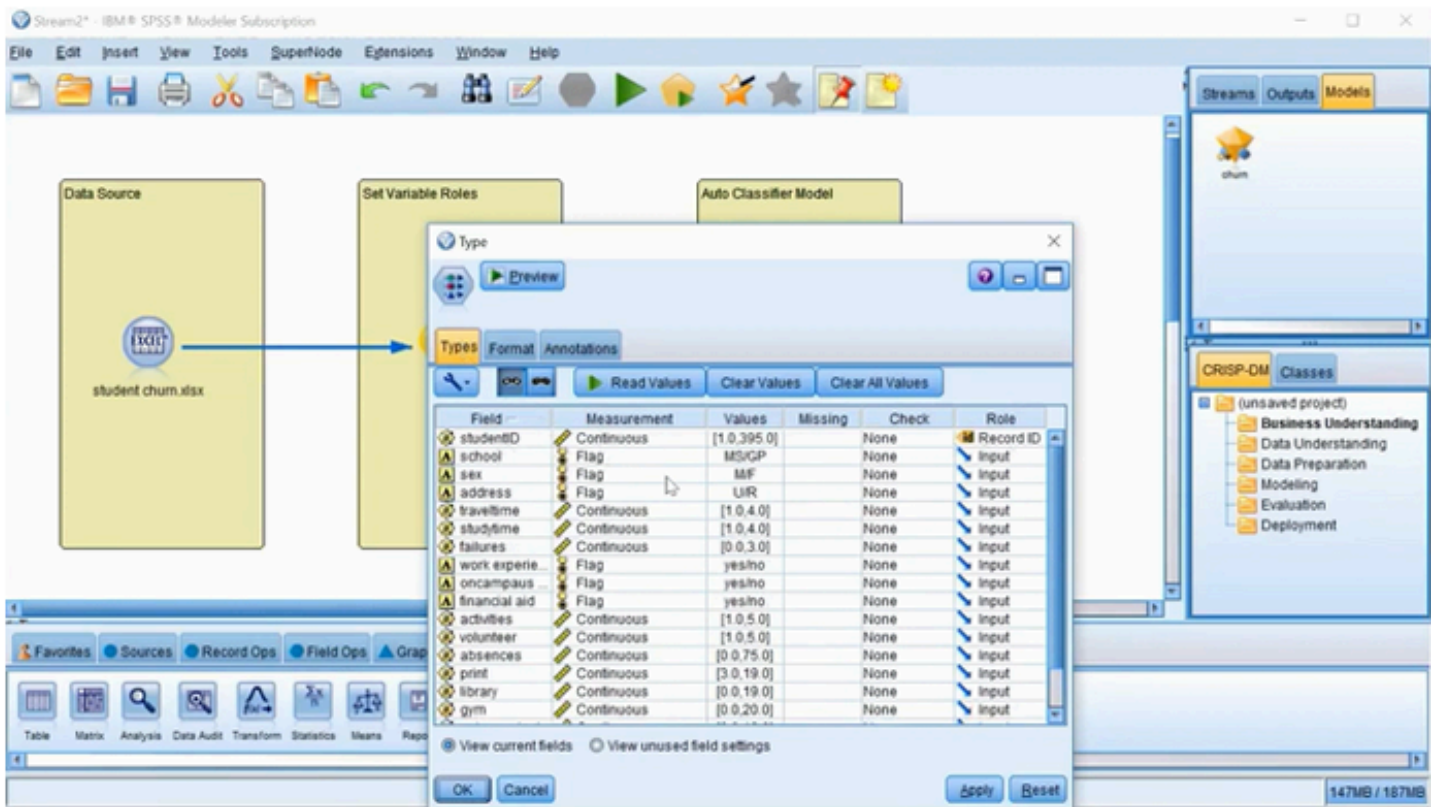 Stream2* - IBM® SPSS® Modeler Subscription
File Edit Insert View Tools SuperNode Extensions Window Help
Streams Outputs Models
churn
Data Source
Set Variable Roles
Auto Classifier Model
EXCEL
student churn.xlsx
Type
Preview
Types Format Annotations
Read Values Clear Values Clear All Values
Field Measurement Values Missing Check Role
studentID Continuous [1.0,395.0] None Record ID
A school Flag MS/GP None Input
A sex Flag M/F None Input
A address Flag U/R None Input
traveltime Continuous [1.0,4.0] None Input
studytime Continuous [1.0,4.0] None Input
failures Continuous [0.0,3.0] None Input
A work experie... Flag yes/no None Input
A oncampaus ... Flag yes/no None Input
A financial aid Flag yes/no None Input
activities Continuous [1.0,5.0] None Input
volunteer Continuous [1.0,5.0] None Input
absences Continuous [0.0,75.0] None Input
print Continuous [3.0,19.0] None Input
library Continuous [0.0,19.0] None Input
gym Continuous [0.0,20.0] None Input
View current fields View unused field settings
OK Cancel Apply Reset
CRISP-DM Classes
(unsaved project)
Business Understanding
Data Understanding
Data Preparation
Modeling
Evaluation
Deployment
Favorites Sources Record Ops Field Ops Grap
Table Matrix Analysis Data Audit Transform Statistics Means Repo
147MB / 187MB